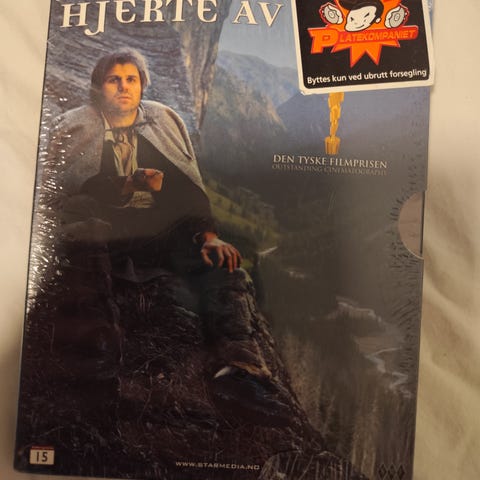 HJERTE AV
PLATEKOMPANIET
Byttes kun ved ubrutt forsegling
DEN TYSKE FILMPRISEN
OUTSTANDING CINEMATOGRAPHY
15
WWW.STARMEDIA.NO